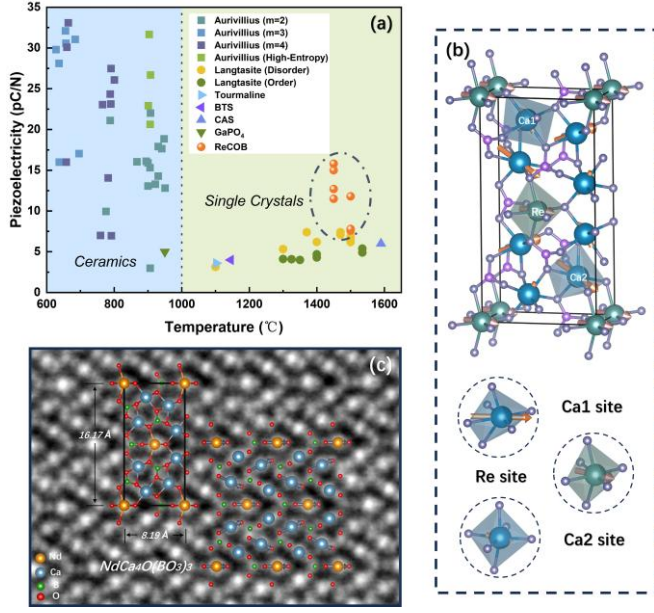 (a)
35
30
25
20
15
10
5
0
Piezoelectricity (pC/N)
Aurivillius (m=2)
Aurivillius (m=3)
Aurivillius (m=4)
Aurivillius (High-Entropy)
Langtasite (Disorder)
Langtasite (Order)
Tourmaline
BTS
CAS
GaPO₄
ReCOB
Single Crystals
Ceramics
600 800 1000 1200 1400 1600
Temperature (℃)
(b)
Ca1
Re
Ca2
Ca1 site
Re site
Ca2 site
(c)
16.17 Å
8.19 Å
NdCa₄O(BO₃)₃
Nd
Ca
B
O